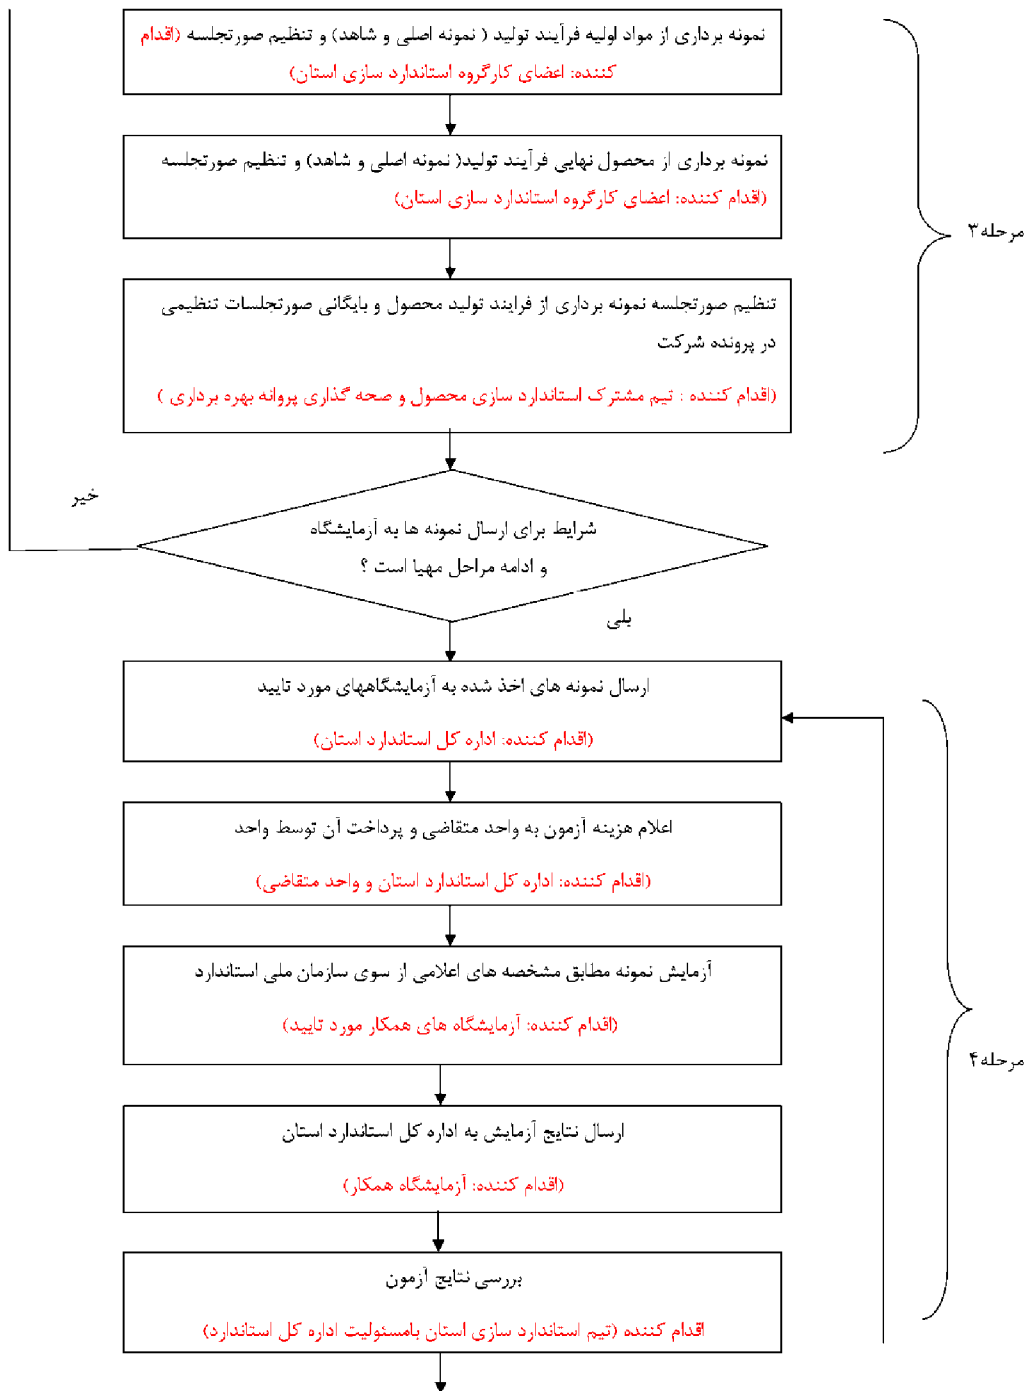 نمونه برداری از مواد اولیه فرآیند تولید ( نمونه اصلی و شاهد) و تنظیم صورتجلسه (اقدام
کننده: اعضای کارگروه استاندارد سازی استان)
نمونه برداری از محصول نهایی فرآیند تولید( نمونه اصلی و شاهد) و تنظیم صورتجلسه
(اقدام کننده: اعضای کارگروه استاندارد سازی استان)
مرحله۳
تنظیم صورتجلسه نمونه برداری از فرایند تولید محصول و بایگانی صورتجلسات تنظیمی
در پرونده شرکت
(اقدام کننده : تیم مشترک استاندارد سازی محصول و صحه گذاری پروانه بهره برداری )
خیر
شرایط برای ارسال نمونه ها به آزمایشگاه
و ادامه مراحل مهیا است ؟
بلی
ارسال نمونه های اخذ شده به آزمایشگاههای مورد تایید
(اقدام کننده: اداره کل استاندارد استان)
اعلام هزینه آزمون به واحد متقاضی و پرداخت آن توسط واحد
(اقدام کننده: اداره کل استاندارد استان و واحد متقاضی)
آزمایش نمونه مطابق مشخصه های اعلامی از سوی سازمان ملی استاندارد
(اقدام کننده: آزمایشگاه های همکار مورد تایید)
مرحله۴
ارسال نتایج آزمایش به اداره کل استاندارد استان
(اقدام کننده: آزمایشگاه همکار)
بررسی نتایج آزمون
اقدام کننده (تیم استاندارد سازی استان بامسئولیت اداره کل استاندارد)